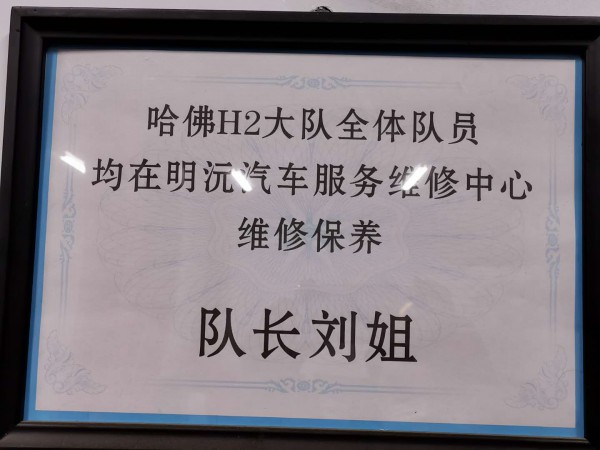 哈佛H2大队全体队员
均在明沅汽车服务维修中心
维修保养
队长刘姐